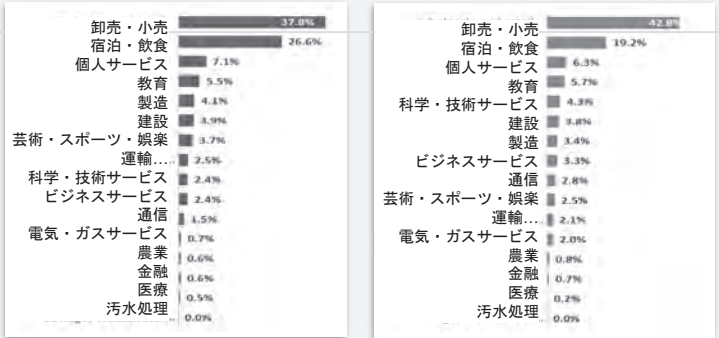 卸売・小売 37.8%
宿泊・飲食 26.6%
個人サービス 7.1%
教育 5.5%
製造 4.1%
建設 3.9%
芸術・スポーツ・娯楽 3.7%
運輸.... 2.5%
科学・技術サービス 2.4%
ビジネスサービス 2.4%
通信 1.5%
電気・ガスサービス 0.7%
農業 0.6%
金融 0.6%
医療 0.5%
汚水処理 0.0%
卸売・小売 42.8%
宿泊・飲食 19.2%
個人サービス 6.3%
教育 5.7%
科学・技術サービス 4.3%
建設 3.8%
製造 3.4%
ビジネスサービス 3.3%
通信 2.8%
芸術・スポーツ・娯楽 2.5%
運輸.... 2.1%
電気・ガスサービス 2.0%
農業 0.8%
金融 0.7%
医療 0.2%
汚水処理 0.0%